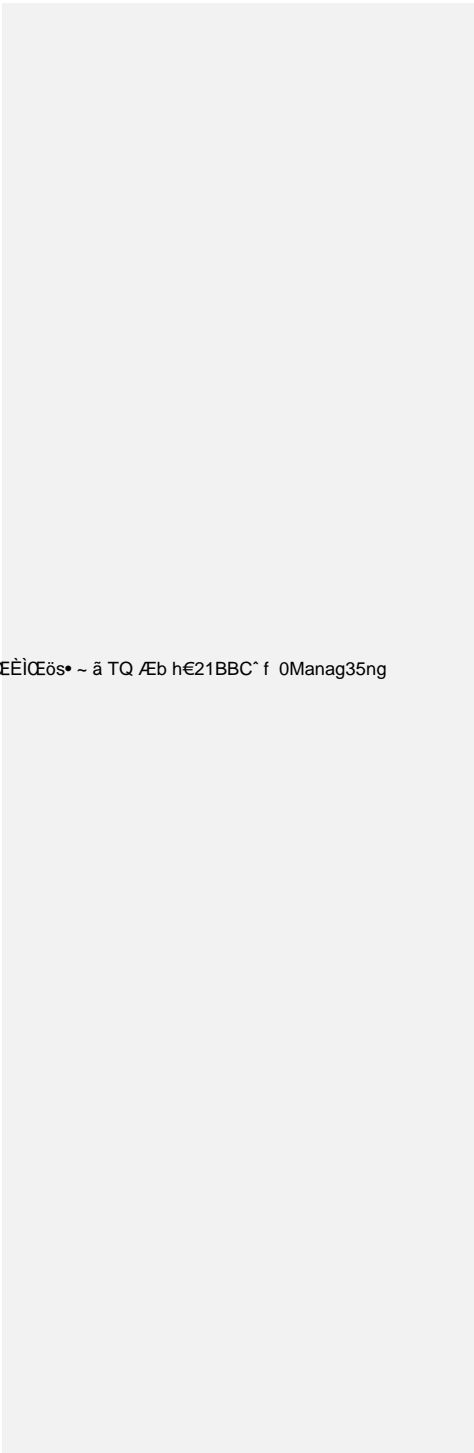 ŒÈÌŒös• ~ ã TQ Æb h€21BBCˆ f 0Manag35ng